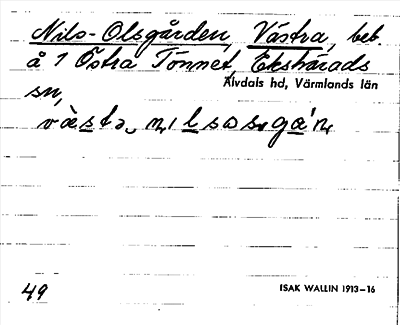 Nils-Olsgården, Västra, beb.
å 1 Östra Tönnet, Ekshärads
sn, Älvdals hd, Värmlands län
49
ISAK WALLIN 1913-16